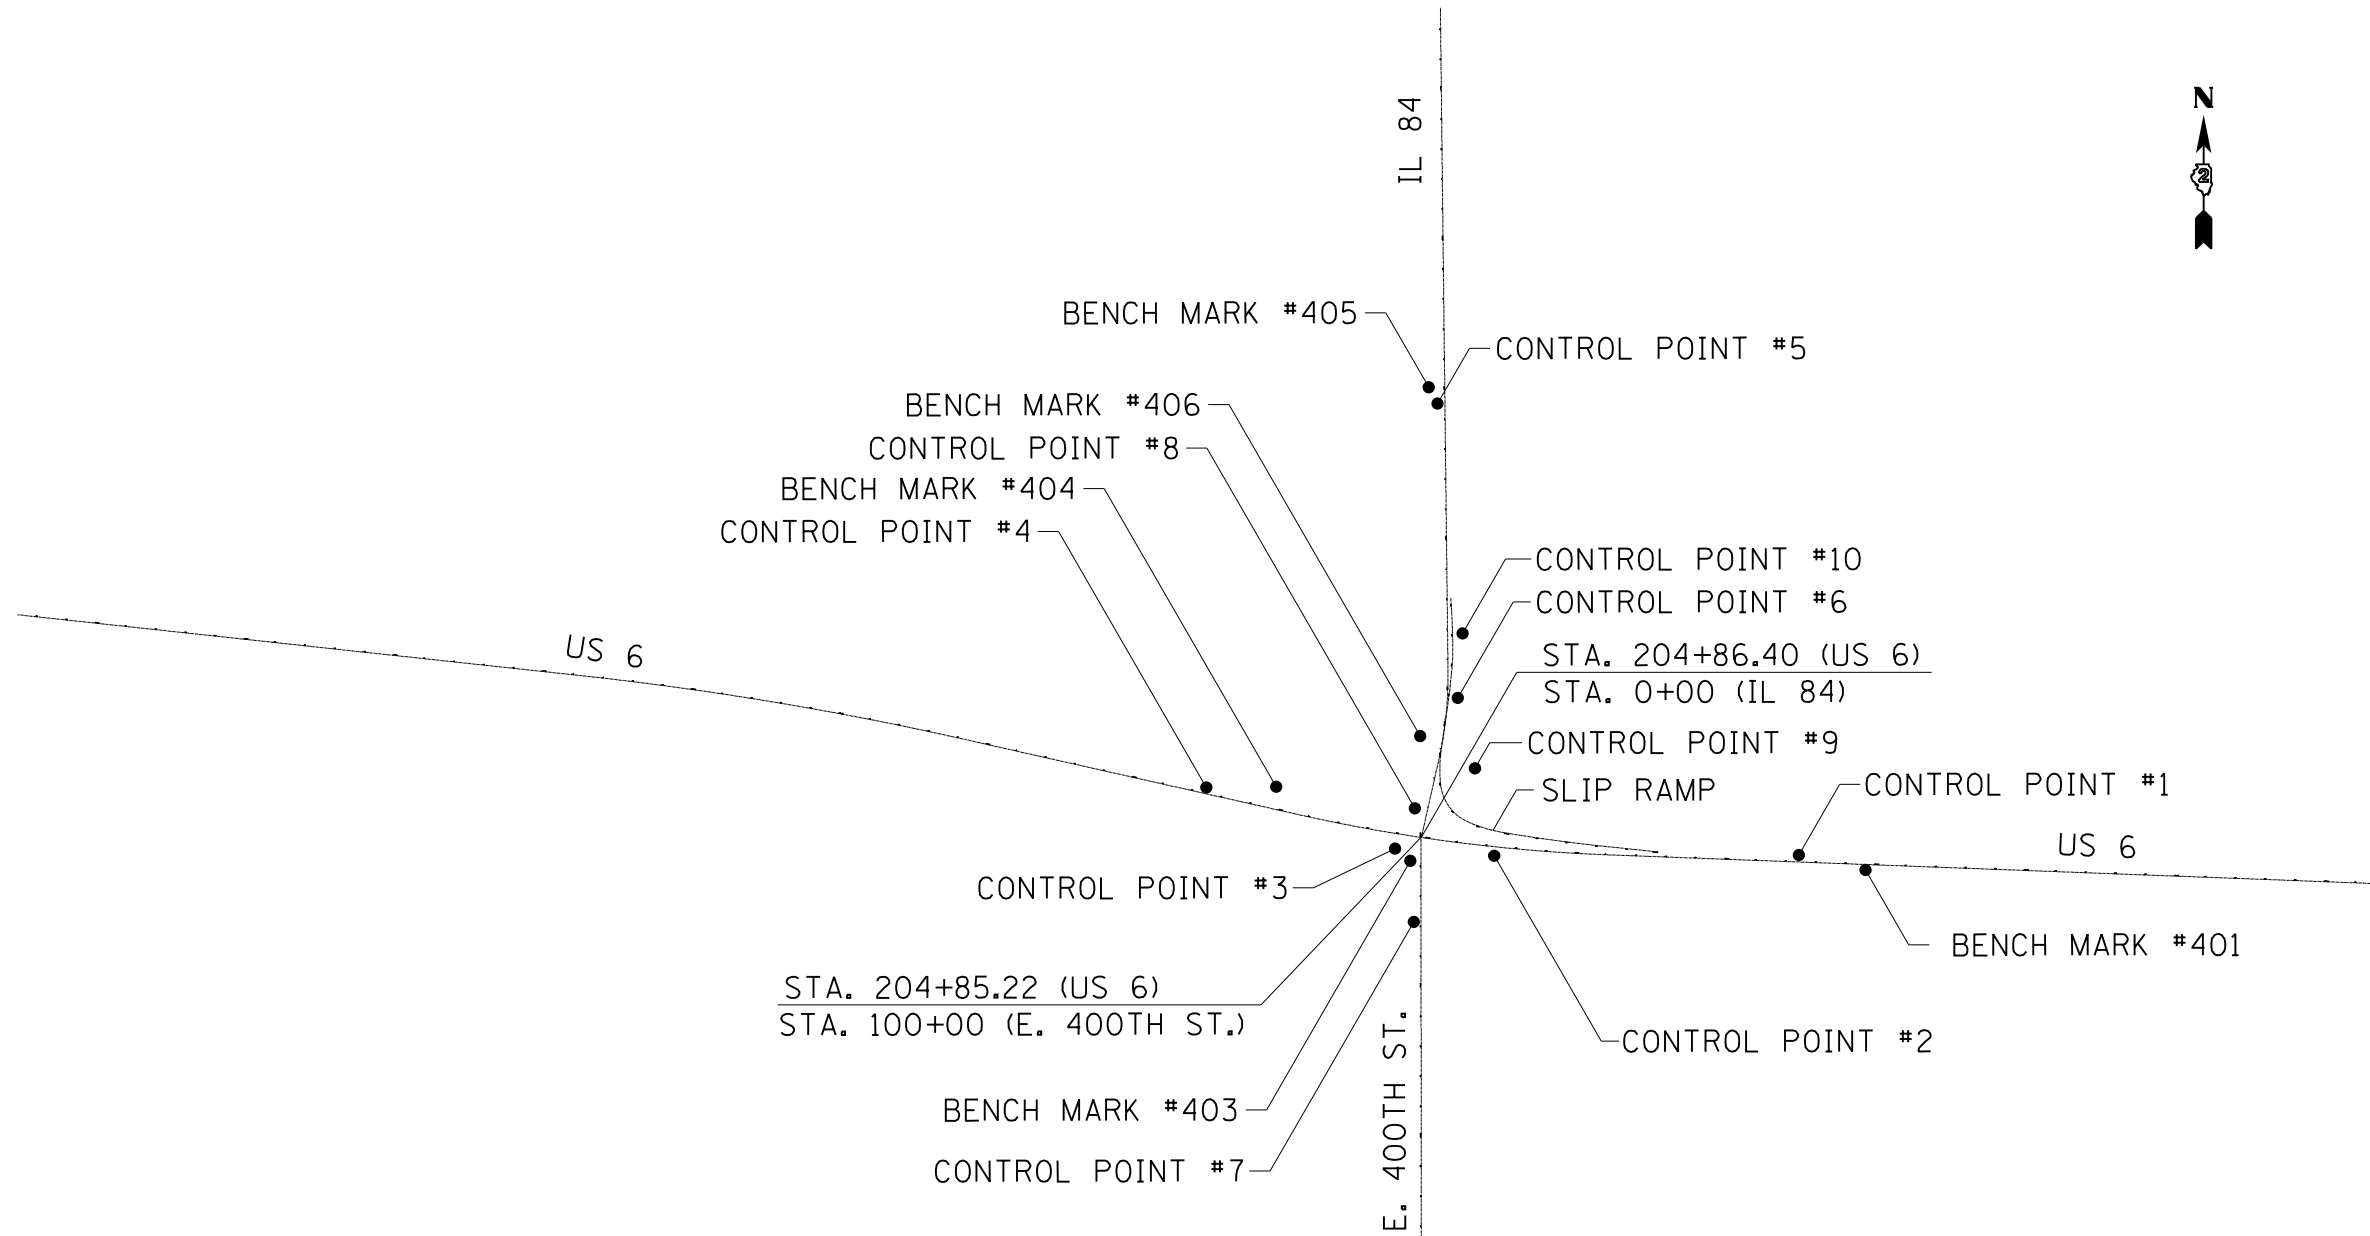 IL 84
N
2
BENCH MARK #405
CONTROL POINT #5
BENCH MARK #406
CONTROL POINT #8
BENCH MARK #404
CONTROL POINT #4
CONTROL POINT #10
CONTROL POINT #6
US 6
STA. 204+86.40 (US 6)
STA. 0+00 (IL 84)
CONTROL POINT #9
SLIP RAMP
CONTROL POINT #1
US 6
CONTROL POINT #3
BENCH MARK #401
STA. 204+85.22 (US 6)
STA. 100+00 (E. 400TH ST.)
CONTROL POINT #2
E. 400TH ST.
BENCH MARK #403
CONTROL POINT #7